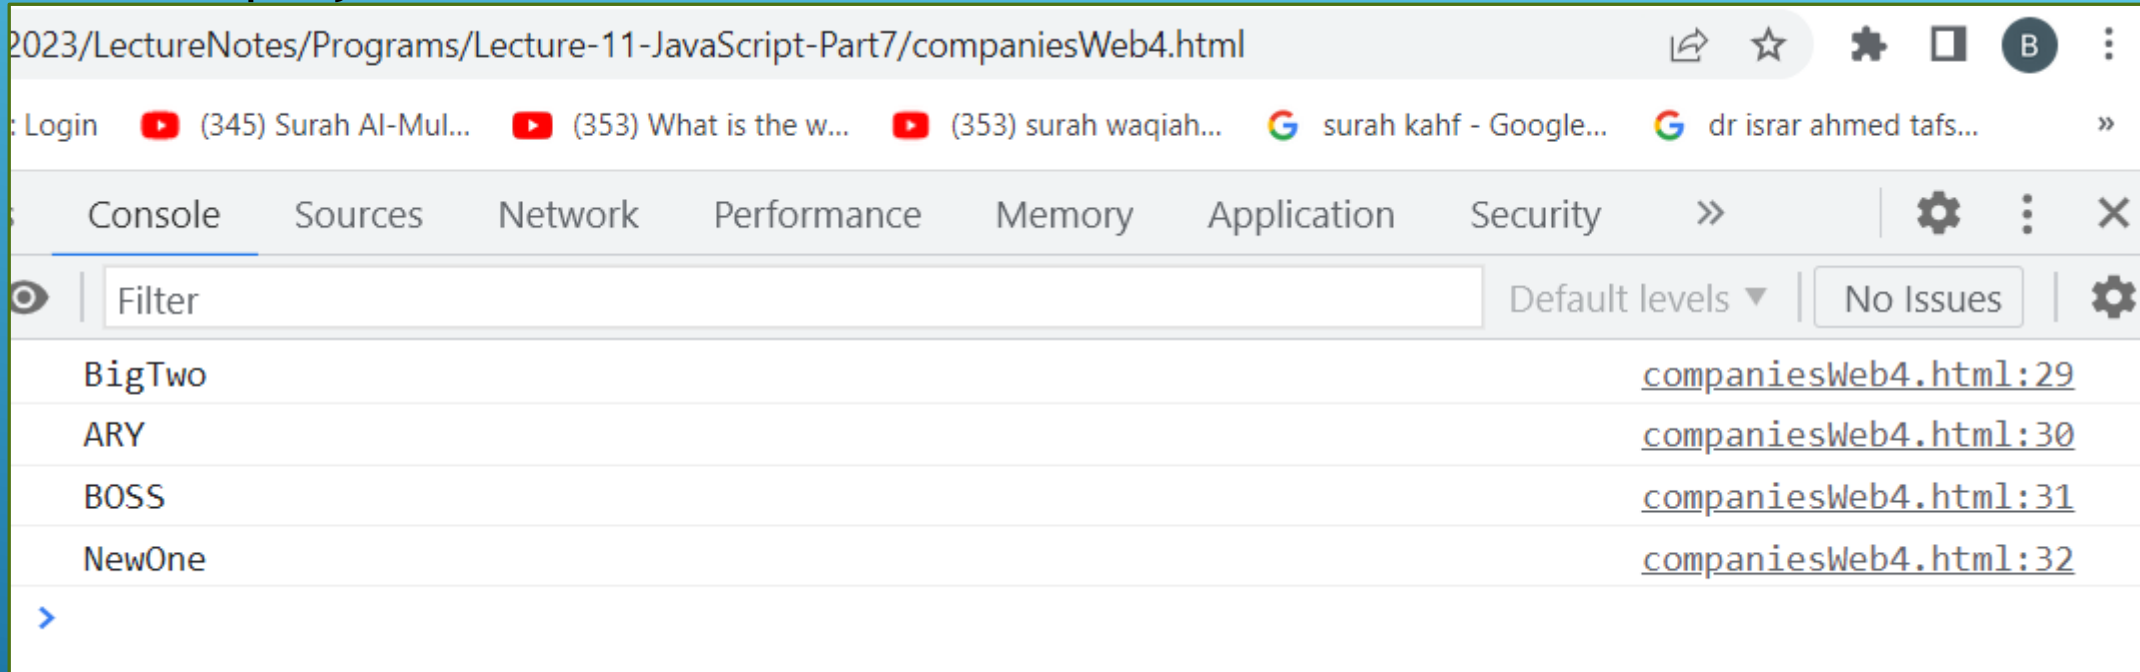 2023/LectureNotes/Programs/Lecture-11-JavaScript-Part7/companiesWeb4.html B
: Login (345) Surah Al-Mul... (353) What is the w... (353) surah waqiah... surah kahf - Google... dr israr ahmed tafs... »
Console Sources Network Performance Memory Application Security »
Filter Default levels ▼ No Issues
BigTwo companiesWeb4.html:29
ARY companiesWeb4.html:30
BOSS companiesWeb4.html:31
NewOne companiesWeb4.html:32
>